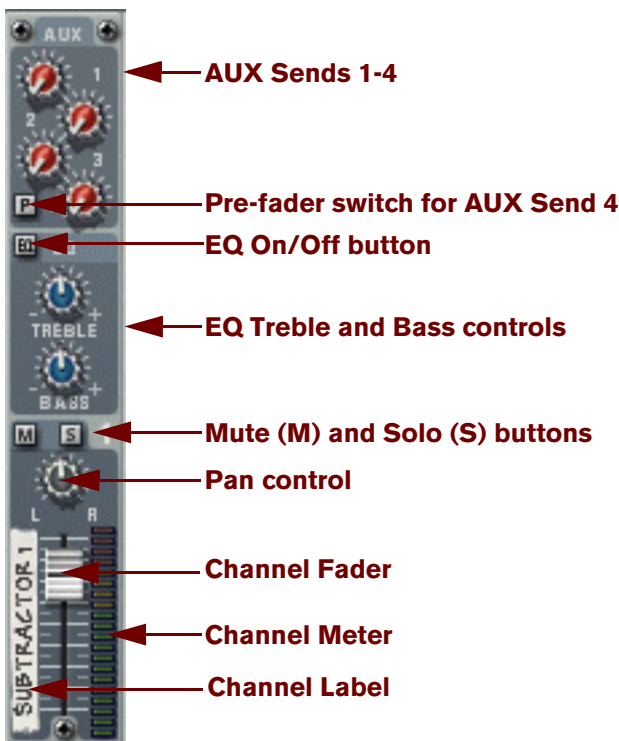 AUX
1
AUX Sends 1-4
2
3
P
Pre-fader switch for AUX Send 4
EQ
EQ On/Off button
TREBLE
EQ Treble and Bass controls
BASS
M S
Mute (M) and Solo (S) buttons
Pan control
L R
SUBTRACTOR 1
Channel Fader
Channel Meter
Channel Label